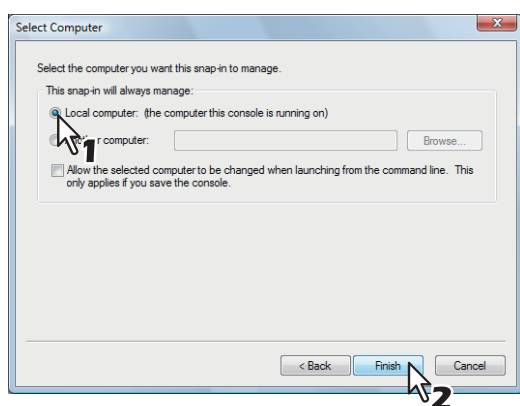 Select Computer
Select the computer you want this snap-in to manage.
This snap-in will always manage:
Local computer: (the computer this console is running on)
computer:
Browse...
1
Allow the selected computer to be changed when launching from the command line. This
only applies if you save the console.
< Back Finish Cancel
2